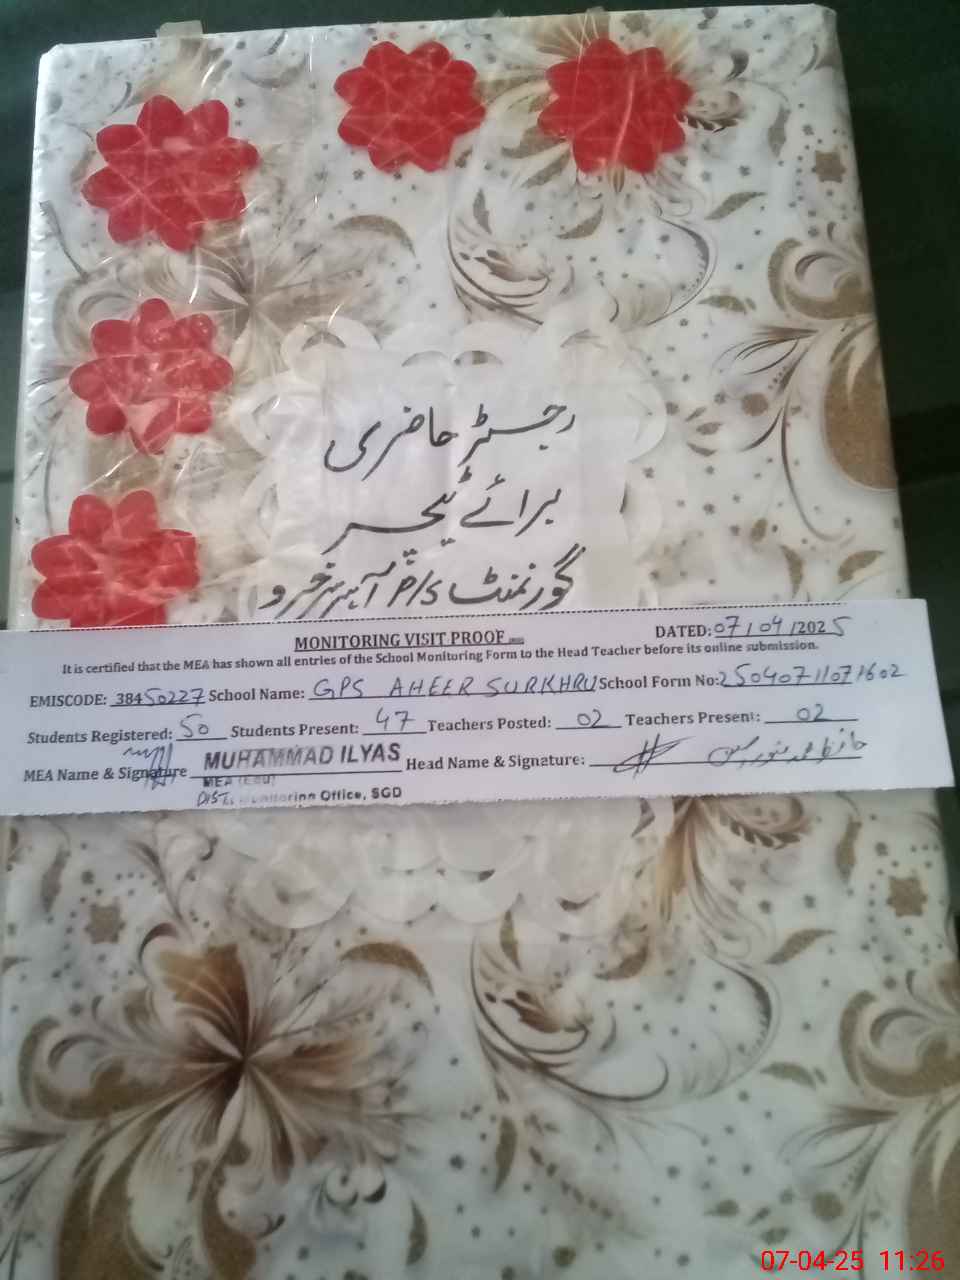 رجسٹر حاضری
برائے ٹیچر
گورنمنٹ P/S آہیر سرخرو
MONITORING VISIT PROOF
DATED: 07/04/2025
It is certified that the MEA has shown all entries of the School Monitoring Form to the Head Teacher before its online submission.
EMISCODE: 38450227 School Name: GPS AHEER SURKHRU School Form No: 25040711071602
Students Registered: 50 Students Present: 47 Teachers Posted: 02 Teachers Present: 02
MEA Name & Signature MUHAMMAD ILYAS Head Name & Signature:
MEA (Edu)
DIST. Monitoring Office, SGD
07-04-25 11:26